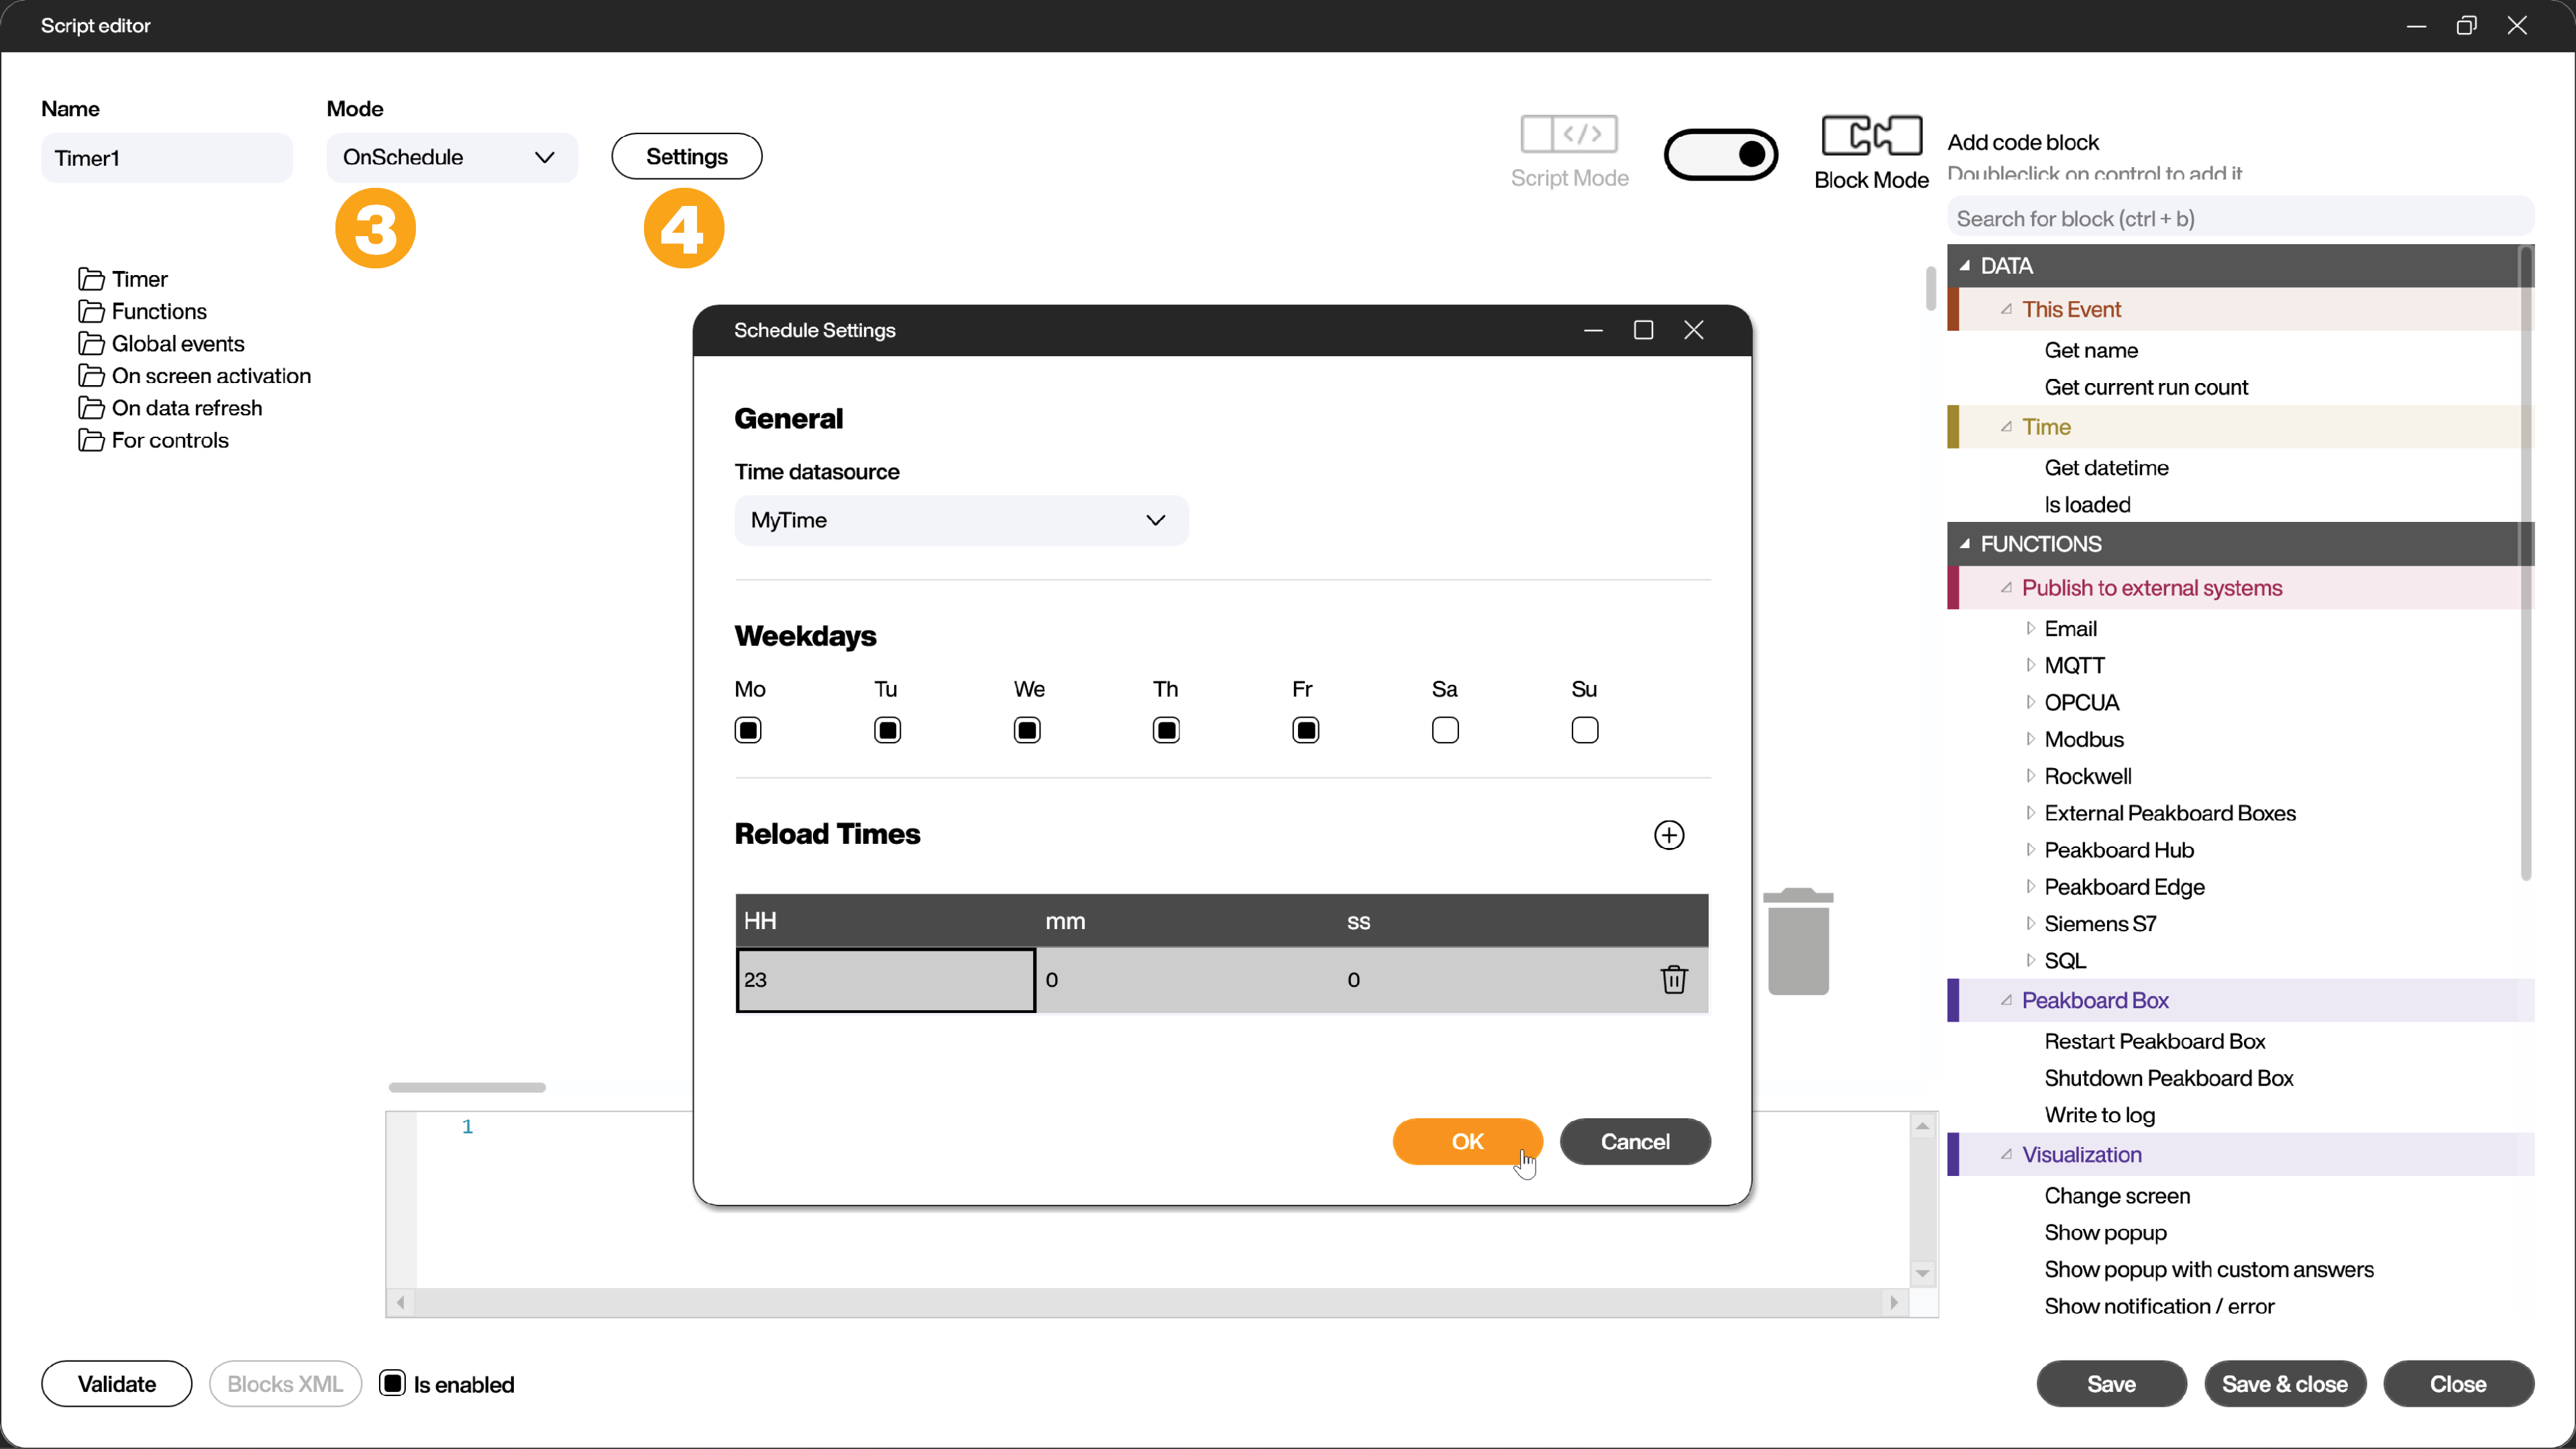 Script editor
Name
Mode
Timer1
OnSchedule
Settings
3
4
</>
Script Mode
Block Mode
Add code block
Doubleclick on control to add it
Search for block (ctrl + b)
Timer
Functions
Global events
On screen activation
On data refresh
For controls
Schedule Settings
General
Time datasource
MyTime
Weekdays
Mo Tu We Th Fr Sa Su
Reload Times
HH mm ss
23 0 0
OK
Cancel
1
DATA
This Event
Get name
Get current run count
Time
Get datetime
Is loaded
FUNCTIONS
Publish to external systems
Email
MQTT
OPCUA
Modbus
Rockwell
External Peakboard Boxes
Peakboard Hub
Peakboard Edge
Siemens S7
SQL
Peakboard Box
Restart Peakboard Box
Shutdown Peakboard Box
Write to log
Visualization
Change screen
Show popup
Show popup with custom answers
Show notification / error
Validate
Blocks XML
Is enabled
Save
Save & close
Close